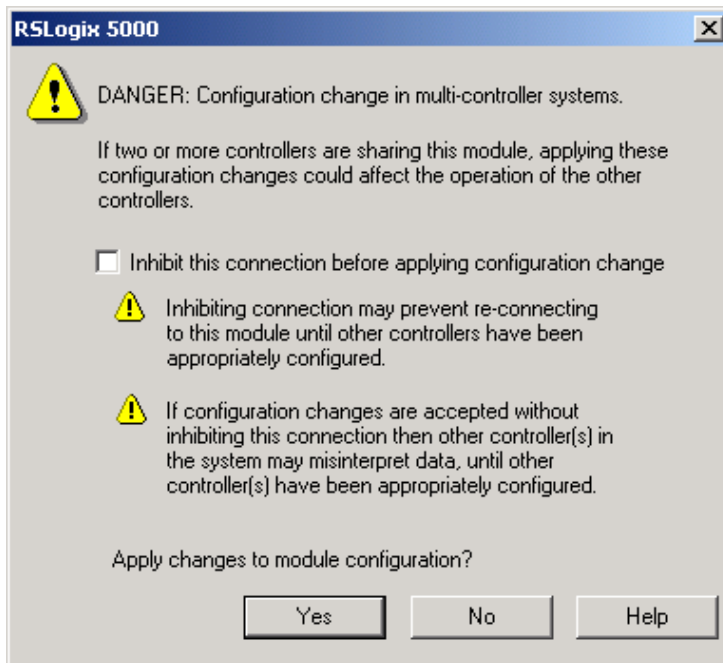 RSLogix 5000
DANGER: Configuration change in multi-controller systems.
If two or more controllers are sharing this module, applying these
configuration changes could affect the operation of the other
controllers.
Inhibit this connection before applying configuration change
Inhibiting connection may prevent re-connecting
to this module until other controllers have been
appropriately configured.
If configuration changes are accepted without
inhibiting this connection then other controller(s) in
the system may misinterpret data, until other
controller(s) have been appropriately configured.
Apply changes to module configuration?
Yes
No
Help